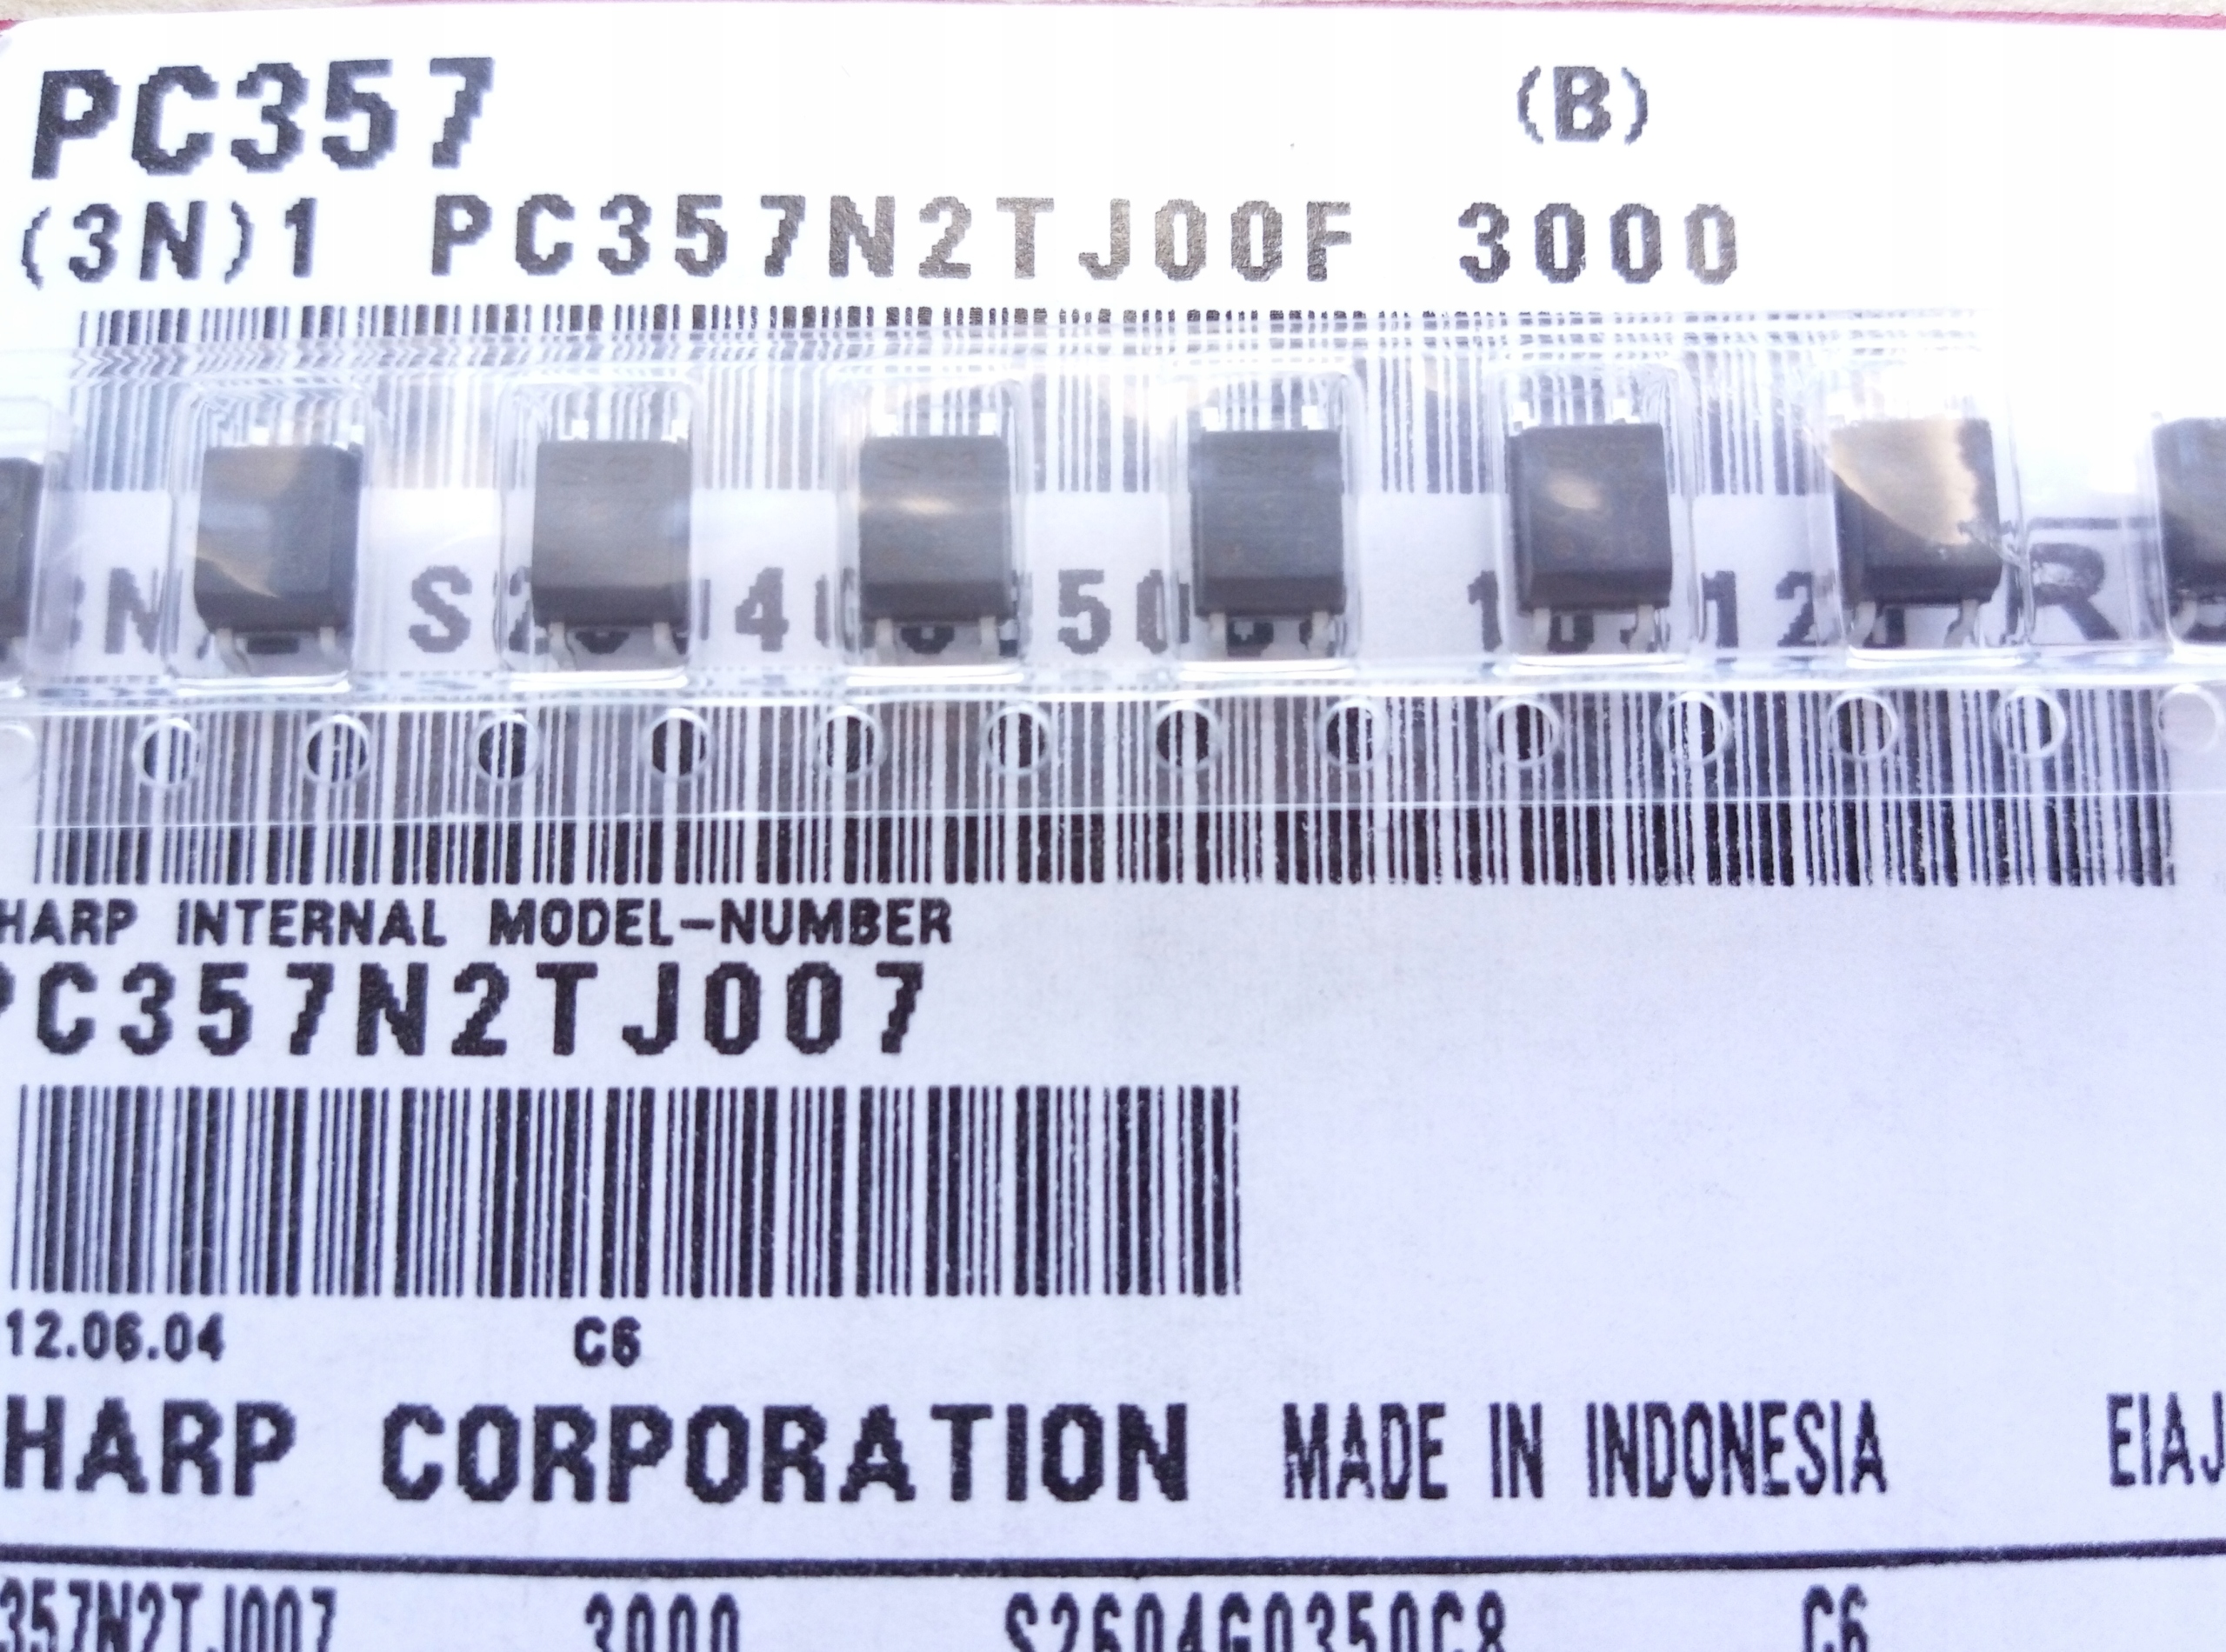 PC357 (B)
(3N)1 PC357N2TJ00F 3000
HARP INTERNAL MODEL-NUMBER
PC357N2TJ007
12.06.04 C6
HARP CORPORATION MADE IN INDONESIA EIAJ
357N2TJ007 3000 S2604G0350C8 C6